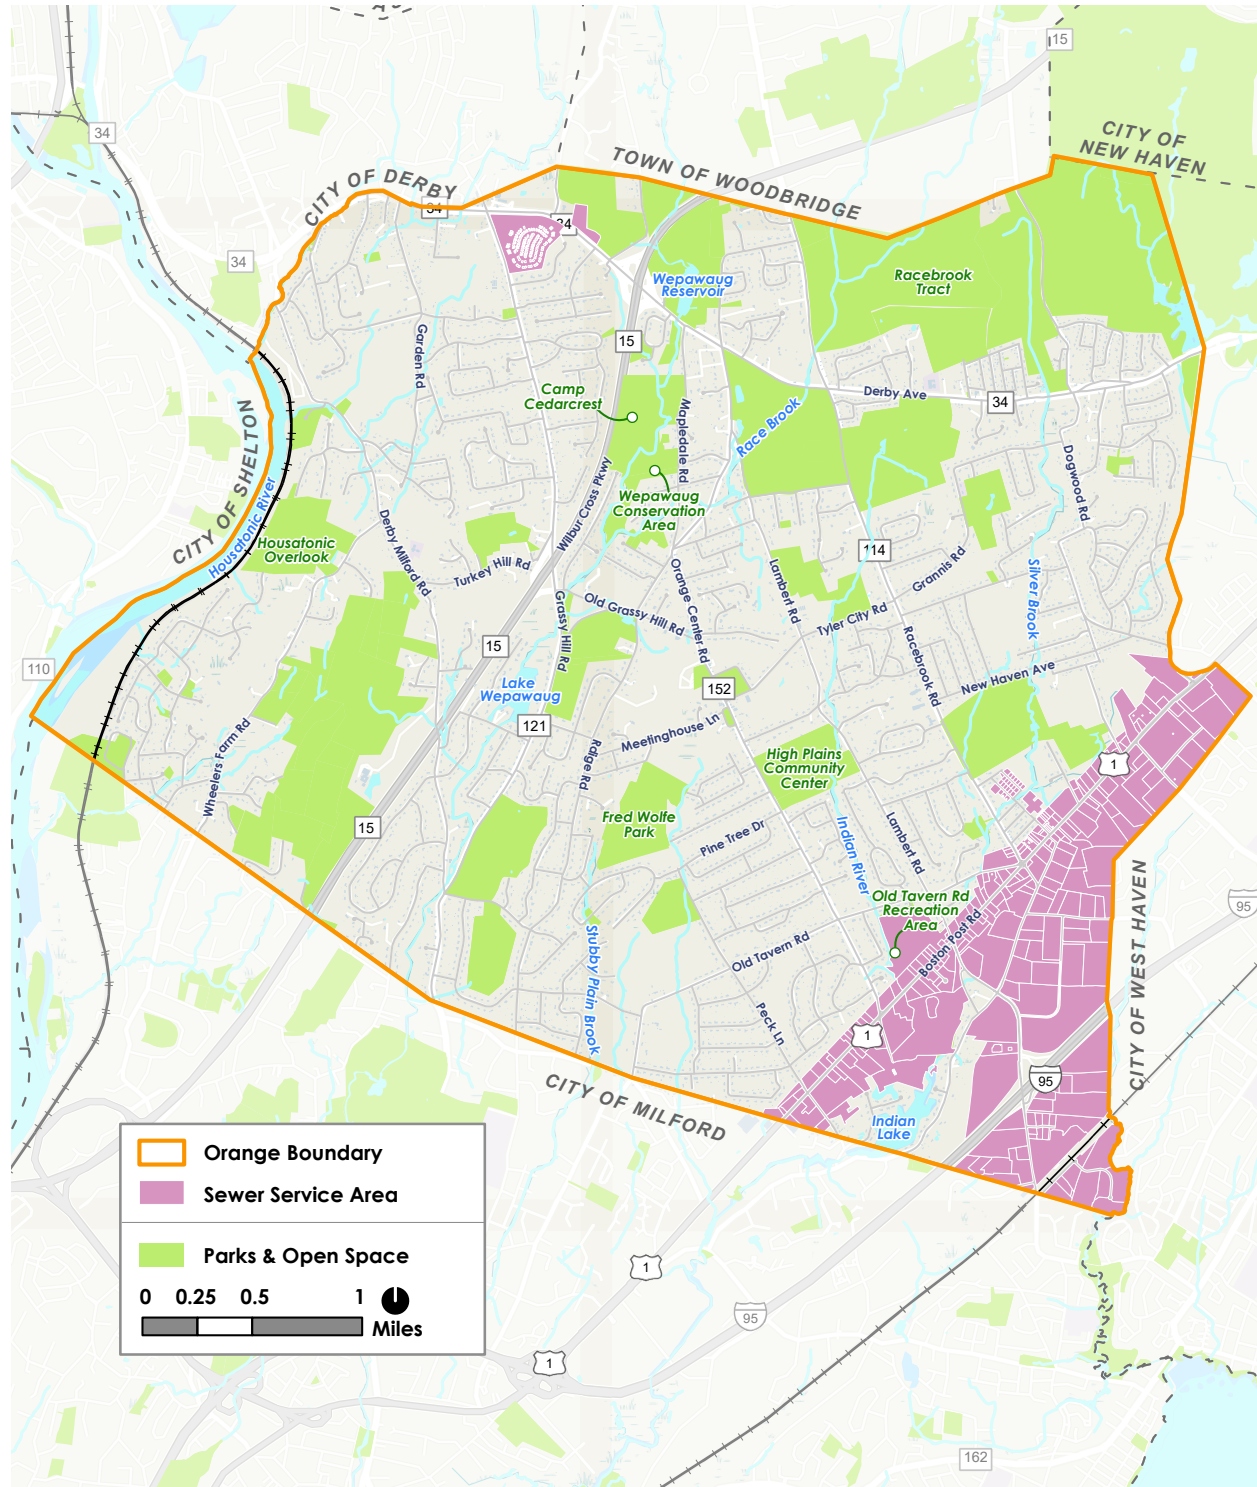 15
CITY OF
NEW HAVEN
34
TOWN OF WOODBRIDGE
CITY OF DERBY
34
34
34
Wepawaug
Reservoir
Racebrook
Tract
15
Garden Rd
Camp
Cedarcrest
Mapledale Rd
Race Brook
Derby Ave
34
CITY OF SHELTON
Housatonic River
Wilbur Cross Pkwy
Dogwood Rd
Wepawaug
Conservation
Area
Housatonic
Overlook
Derby Milford Rd
Turkey Hill Rd
114
Grannis Rd
Silver Brook
Grassy Hill Rd
Old Grassy Hill Rd
Orange Center Rd
Lambert Rd
Tyler City Rd
Racebrook Rd
15
110
New Haven Ave
Lake
Wepawaug
152
121
Meetinghouse Ln
Wheelers Farm Rd
Rdige Rd
High Plains
Community
Center
1
15
Fred Wolfe
Park
Pine Tree Dr
Indian River
Lambert Rd
Old Tavern Rd
Recreation
Area
95
Boston Post Rd
Stubby Plain Brook
Old Tavern Rd
Peck Ln
1
CITY OF WEST HAVEN
95
CITY OF MILFORD
Indian
Lake
Orange Boundary
Sewer Service Area
Parks & Open Space
0 0.25 0.5 1
Miles
1
95
1
162